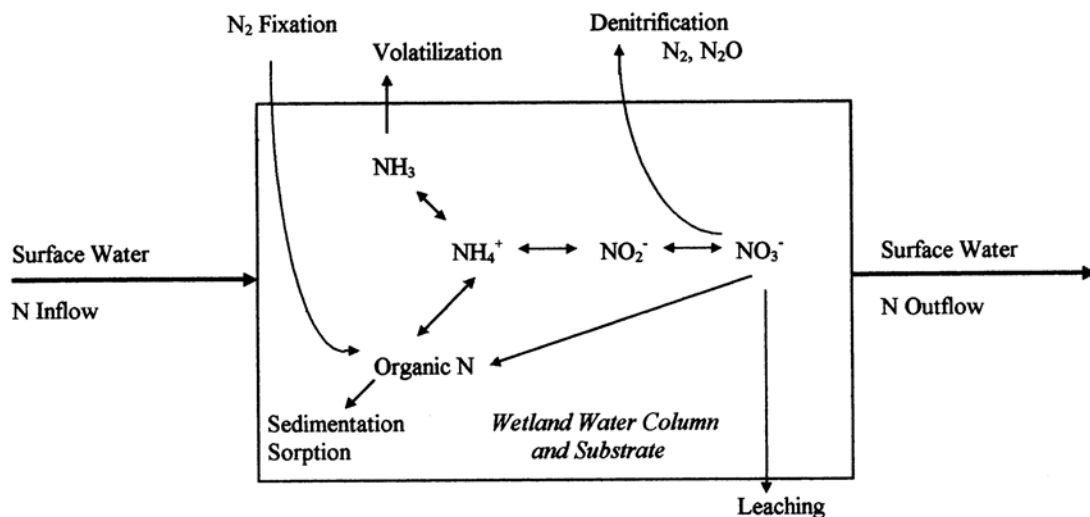 N₂ Fixation
Denitrification
N₂, N₂O
Volatilization
NH₃
NH₄⁺
NO₂⁻
NO₃⁻
Surface Water
N Inflow
Surface Water
N Outflow
Organic N
Sedimentation
Sorption
Wetland Water Column
and Substrate
Leaching